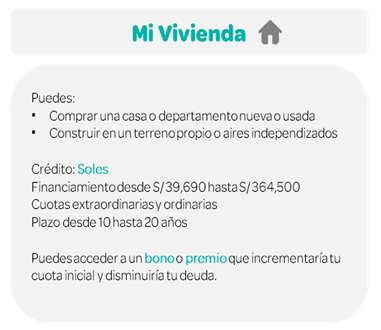 Mi Vivienda
Puedes:
• Comprar una casa o departamento nueva o usada
• Construir en un terreno propio o aires independizados
Crédito: Soles
Financiamiento desde S/39,690 hasta S/364,500
Cuotas extraordinarias y ordinarias
Plazo desde 10 hasta 20 años
Puedes acceder a un bono o premio que incrementaría tu
cuota inicial y disminuiría tu deuda.